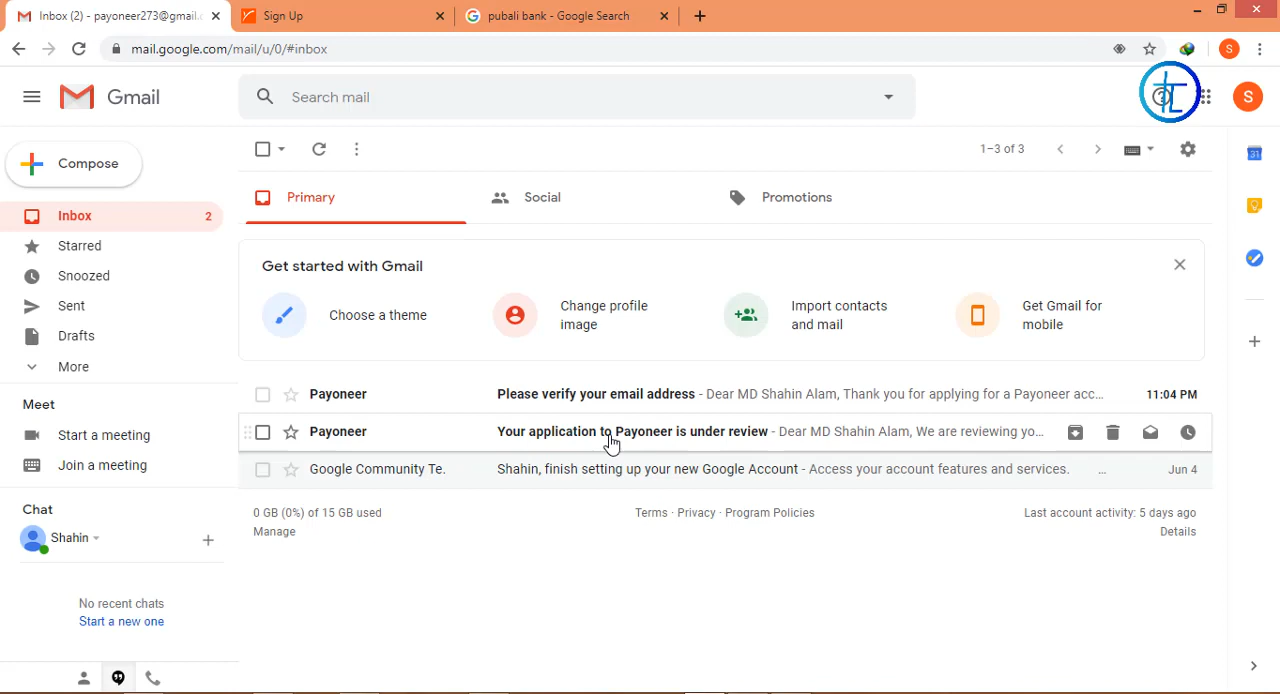 Inbox (2) - payoneer273@gmail.c
Sign Up
pubali bank - Google Search
mail.google.com/mail/u/0/#inbox
S
Gmail
Search mail
S
Compose
1–3 of 3
31
Inbox 2
Primary
Social
Promotions
Starred
Snoozed
Sent
Drafts
More
Get started with Gmail
Choose a theme
Change profile
image
Import contacts
and mail
Get Gmail for
mobile
Payoneer Please verify your email address - Dear MD Shahin Alam, Thank you for applying for a Payoneer acc... 11:04 PM
Payoneer Your application to Payoneer is under review - Dear MD Shahin Alam, We are reviewing yo...
Google Community Te. Shahin, finish setting up your new Google Account - Access your account features and services. ... Jun 4
Meet
Start a meeting
Join a meeting
0 GB (0%) of 15 GB used
Manage
Terms · Privacy · Program Policies
Last account activity: 5 days ago
Details
Chat
Shahin
No recent chats
Start a new one